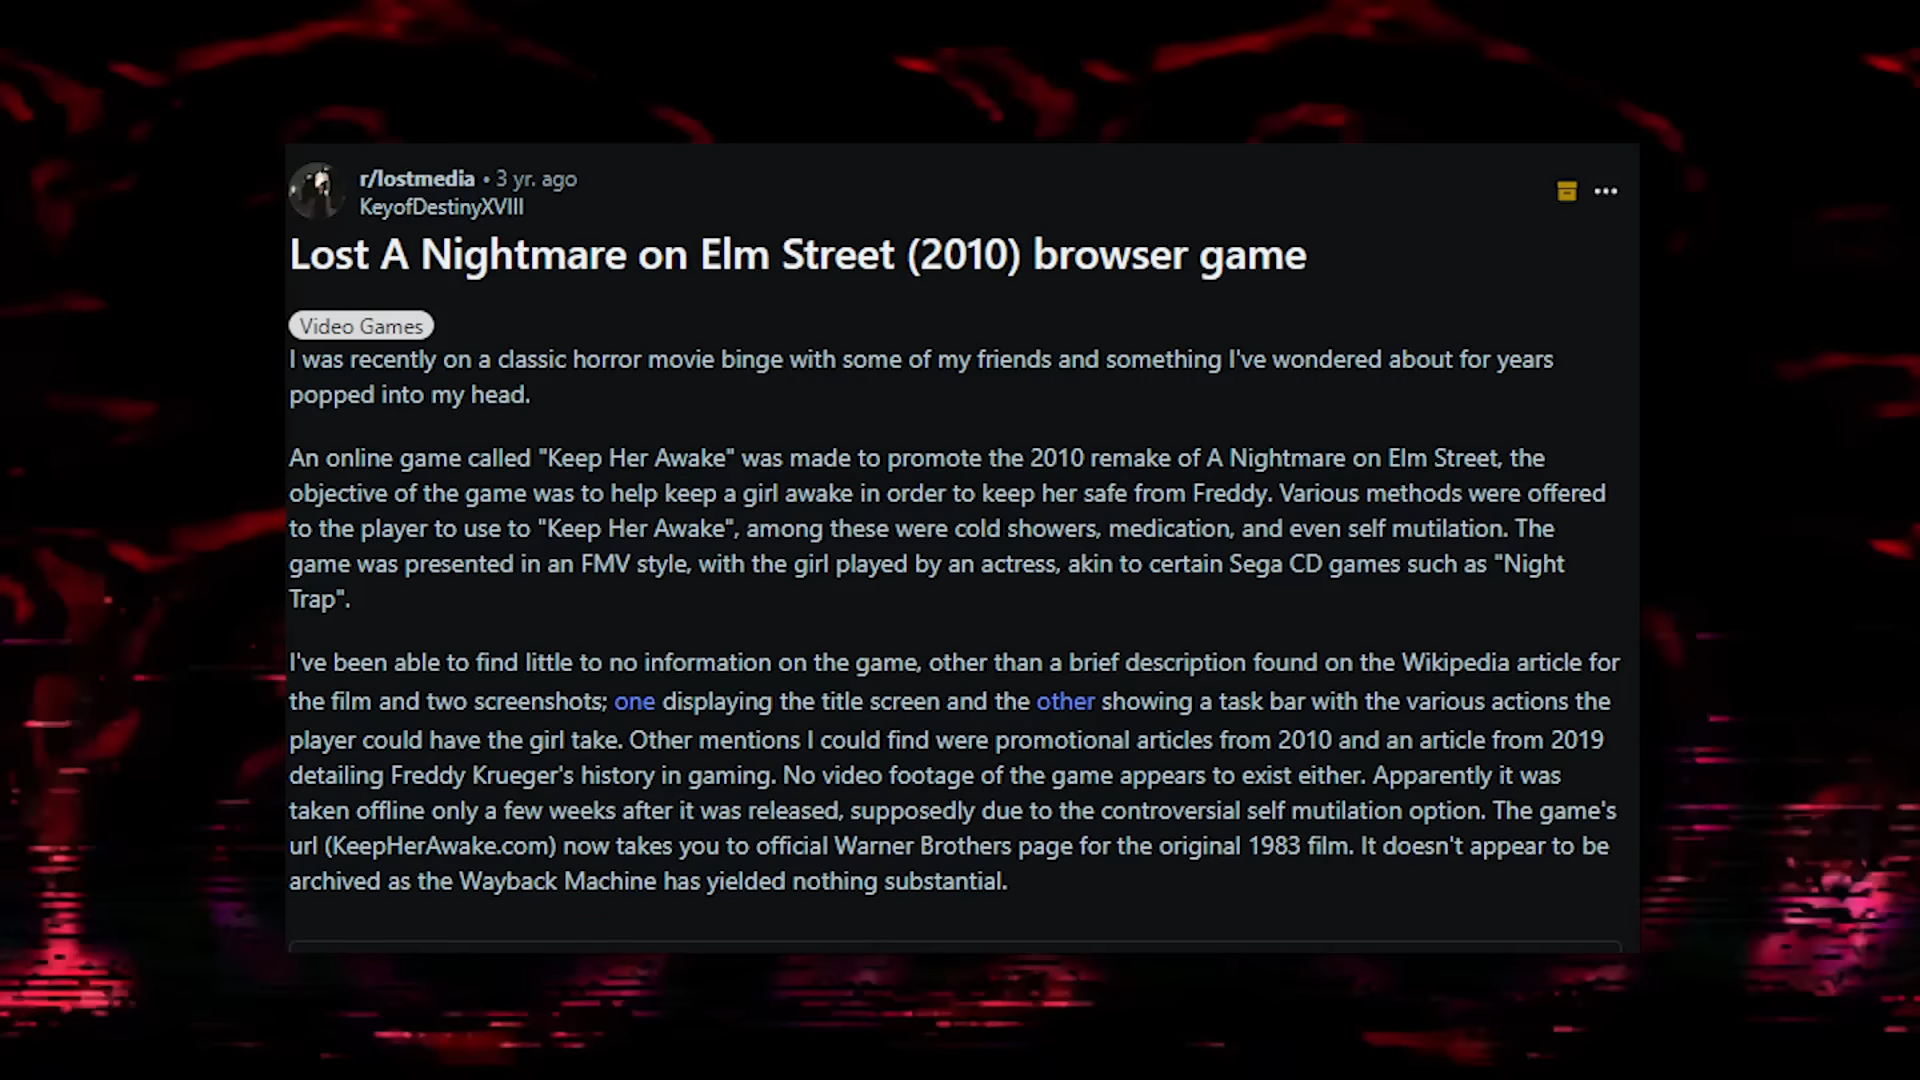 r/lostmedia • 3 yr. ago
KeyofDestinyXVIII
Lost A Nightmare on Elm Street (2010) browser game
Video Games
I was recently on a classic horror movie binge with some of my friends and something I've wondered about for years
popped into my head.
An online game called "Keep Her Awake" was made to promote the 2010 remake of A Nightmare on Elm Street, the
objective of the game was to help keep a girl awake in order to keep her safe from Freddy. Various methods were offered
to the player to use to "Keep Her Awake", among these were cold showers, medication, and even self mutilation. The
game was presented in an FMV style, with the girl played by an actress, akin to certain Sega CD games such as "Night
Trap".
I've been able to find little to no information on the game, other than a brief description found on the Wikipedia article for
the film and two screenshots; one displaying the title screen and the other showing a task bar with the various actions the
player could have the girl take. Other mentions I could find were promotional articles from 2010 and an article from 2019
detailing Freddy Krueger's history in gaming. No video footage of the game appears to exist either. Apparently it was
taken offline only a few weeks after it was released, supposedly due to the controversial self mutilation option. The game's
url (KeepHerAwake.com) now takes you to official Warner Brothers page for the original 1983 film. It doesn't appear to be
archived as the Wayback Machine has yielded nothing substantial.